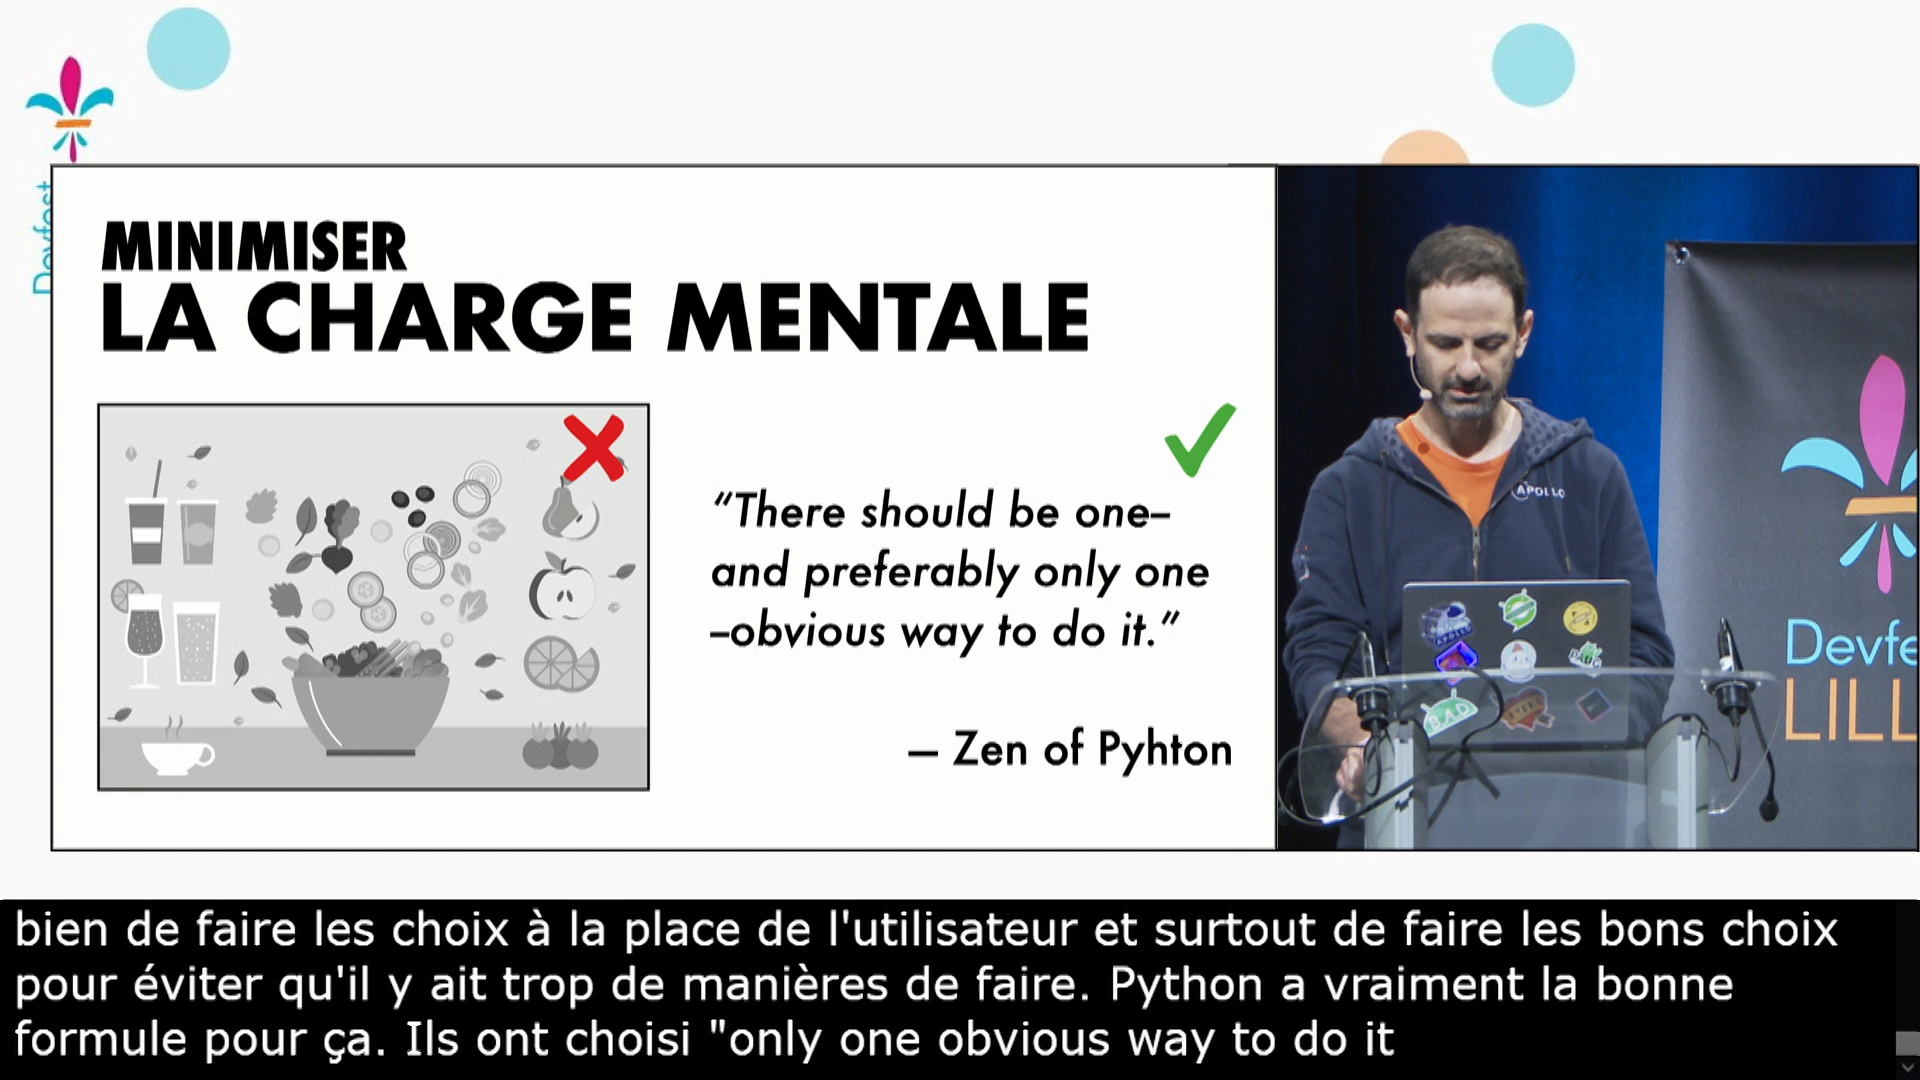 Devfest
MINIMISER
LA CHARGE MENTALE
“There should be one–
and preferably only one
–obvious way to do it.”
— Zen of Pyhton
APOLLO
APOLLO
BAD
Devfe
LILL
bien de faire les choix à la place de l'utilisateur et surtout de faire les bons choix
pour éviter qu'il y ait trop de manières de faire. Python a vraiment la bonne
formule pour ça. Ils ont choisi "only one obvious way to do it